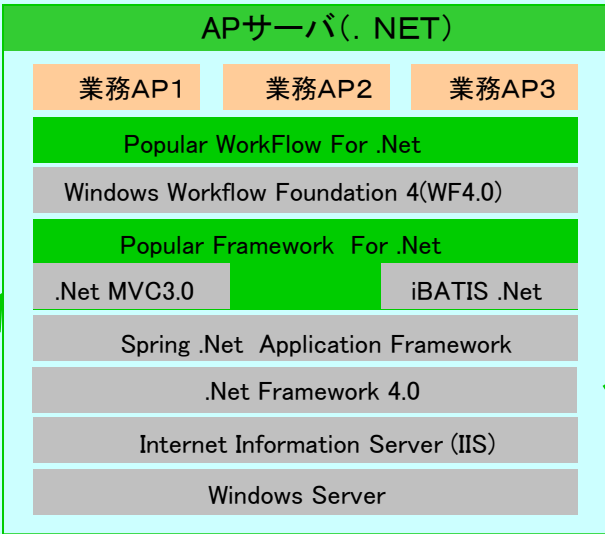 APサーバ(. NET)
業務AP1 業務AP2 業務AP3
Popular WorkFlow For .Net
Windows Workflow Foundation 4(WF4.0)
Popular Framework For .Net
.Net MVC3.0 iBATIS .Net
Spring .Net Application Framework
.Net Framework 4.0
Internet Information Server (IIS)
Windows Server